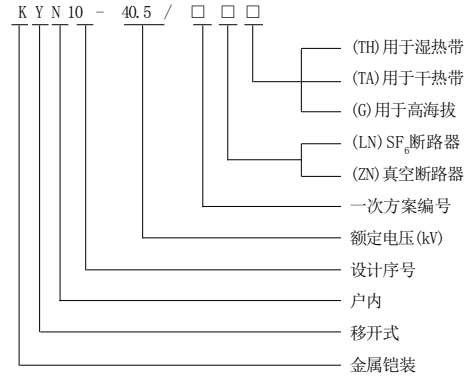 KYN10-40.5/□□□
(TH)用于湿热带
(TA)用于干热带
(G)用于高海拔
(LN)SF6断路器
(ZN)真空断路器
一次方案编号
额定电压(kV)
设计序号
户内
移开式
金属铠装